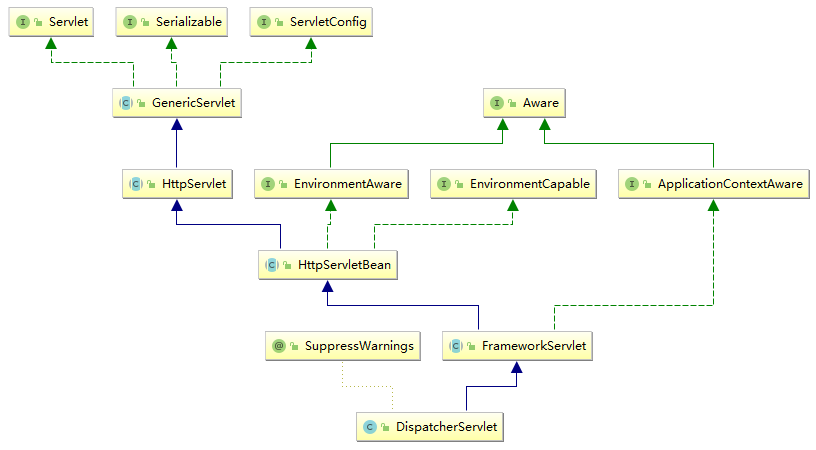 I Servlet
I Serializable
I ServletConfig
C GenericServlet
I Aware
C HttpServlet
I EnvironmentAware
I EnvironmentCapable
I ApplicationContextAware
C HttpServletBean
@ SuppressWarnings
C FrameworkServlet
C DispatcherServlet